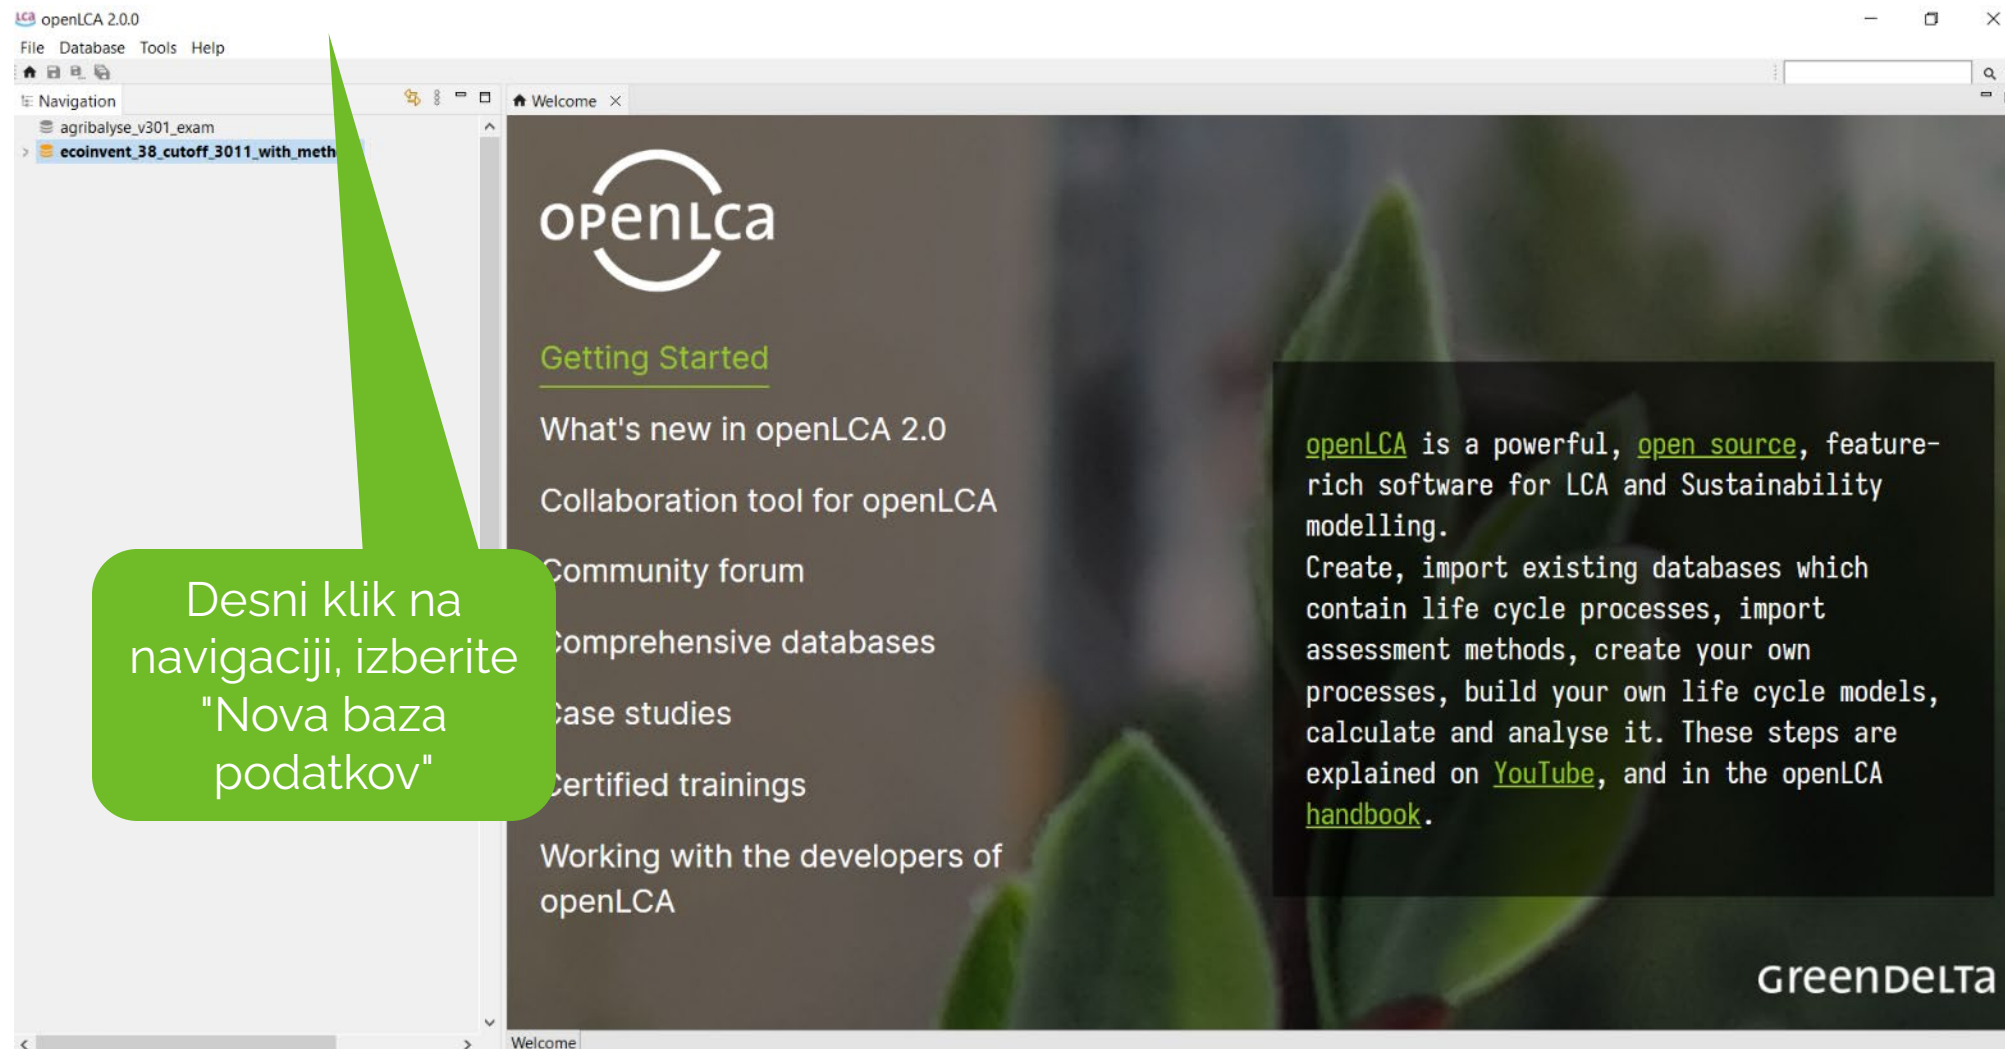 LCA openLCA 2.0.0
File Database Tools Help
Navigation
Welcome
agribalyse_v301_exam
ecoinvent_38_cutoff_3011_with_meth
openLCa
Getting Started
What's new in openLCA 2.0
Collaboration tool for openLCA
Community forum
Comprehensive databases
Case studies
Certified trainings
Working with the developers of
openLCA
Desni klik na
navigaciji, izberite
"Nova baza
podatkov"
openLCA is a powerful, open source, feature-
rich software for LCA and Sustainability
modelling.
Create, import existing databases which
contain life cycle processes, import
assessment methods, create your own
processes, build your own life cycle models,
calculate and analyse it. These steps are
explained on YouTube, and in the openLCA
handbook.
GreenDeLTa
Welcome